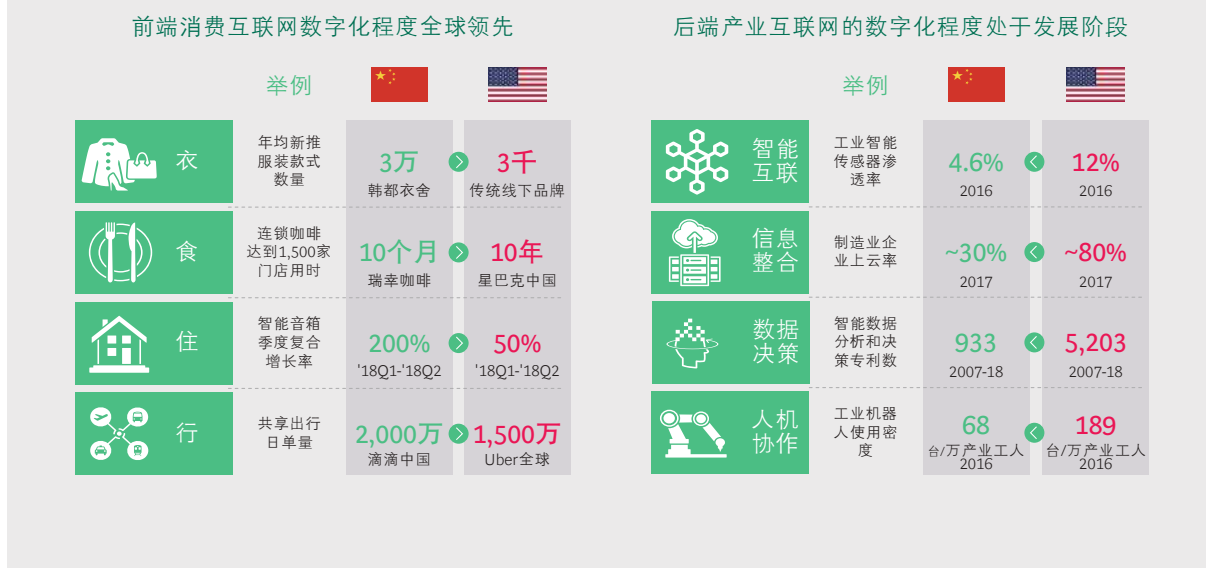 前端消费互联网数字化程度全球领先
举例
衣
年均新推
服装款式
数量
3万
韩都衣舍
3千
传统线下品牌
食
连锁咖啡
达到1,500家
门店用时
10个月
瑞幸咖啡
10年
星巴克中国
住
智能音箱
季度复合
增长率
200%
'18Q1-'18Q2
50%
'18Q1-'18Q2
行
共享出行
日单量
2,000万
滴滴中国
1,500万
Uber全球
后端产业互联网的数字化程度处于发展阶段
举例
智能
互联
工业智能
传感器渗
透率
4.6%
2016
12%
2016
信息
整合
制造业企
业上云率
~30%
2017
~80%
2017
数据
决策
智能数据
分析和决
策专利数
933
2007-18
5,203
2007-18
人机
协作
工业机器
人使用密
度
68
台/万产业工人
2016
189
台/万产业工人
2016